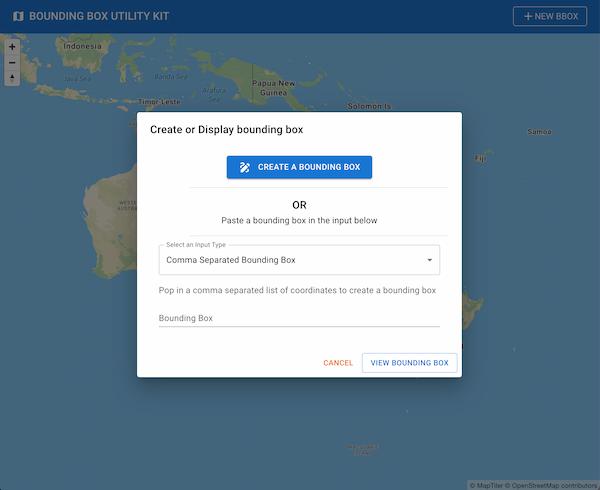 BOUNDING BOX UTILITY KIT
+ NEW BBOX
Indonesia
Java Sea
Banda Sea
Arafura
Sea
Papua New
Guinea
Timor-Leste
Solomon Is.
Samoa
Fiji
Create or Display bounding box
CREATE A BOUNDING BOX
OR
Paste a bounding box in the input below
Select an Input Type
Comma Separated Bounding Box
Pop in a comma separated list of coordinates to create a bounding box
Bounding Box
CANCEL
VIEW BOUNDING BOX
© MapTiler © OpenStreetMap contributors